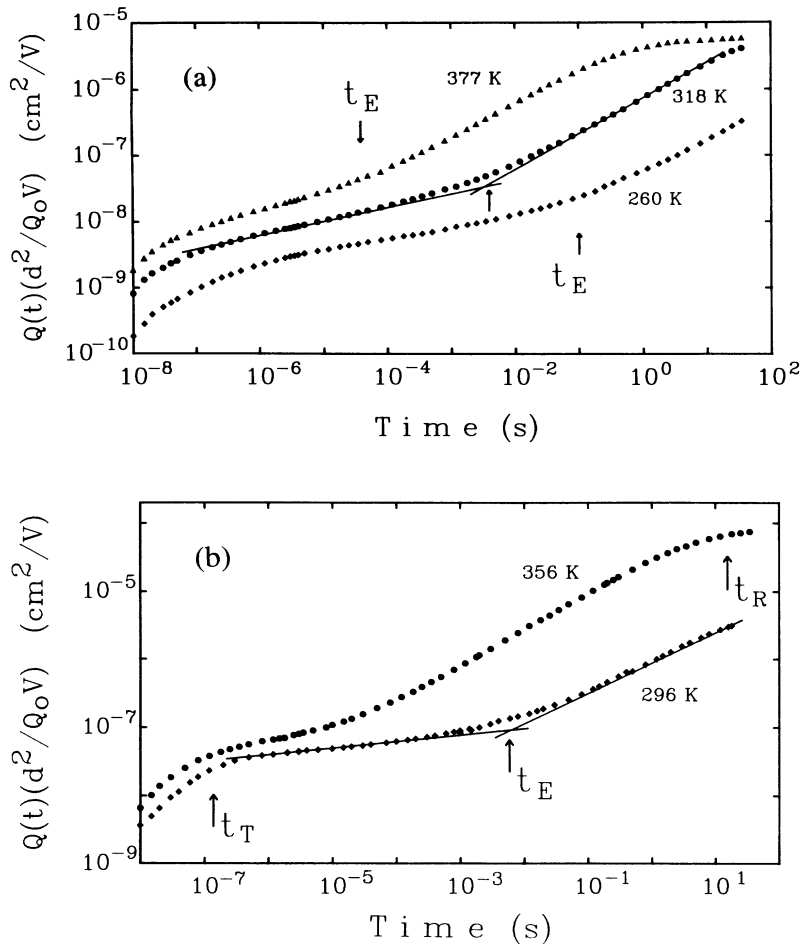 10⁻⁵
(a)
377 K
10⁻⁶
t_E
318 K
10⁻⁷
10⁻⁸
260 K
10⁻⁹
t_E
10⁻¹⁰
Q(t)(d²/Q₀V) (cm²/V)
10⁻⁸ 10⁻⁶ 10⁻⁴ 10⁻² 10⁰ 10²
Time (s)
(b)
356 K
10⁻⁵
t_R
296 K
10⁻⁷
t_E
t_T
10⁻⁹
Q(t)(d²/Q₀V) (cm²/V)
10⁻⁷ 10⁻⁵ 10⁻³ 10⁻¹ 10¹
Time (s)